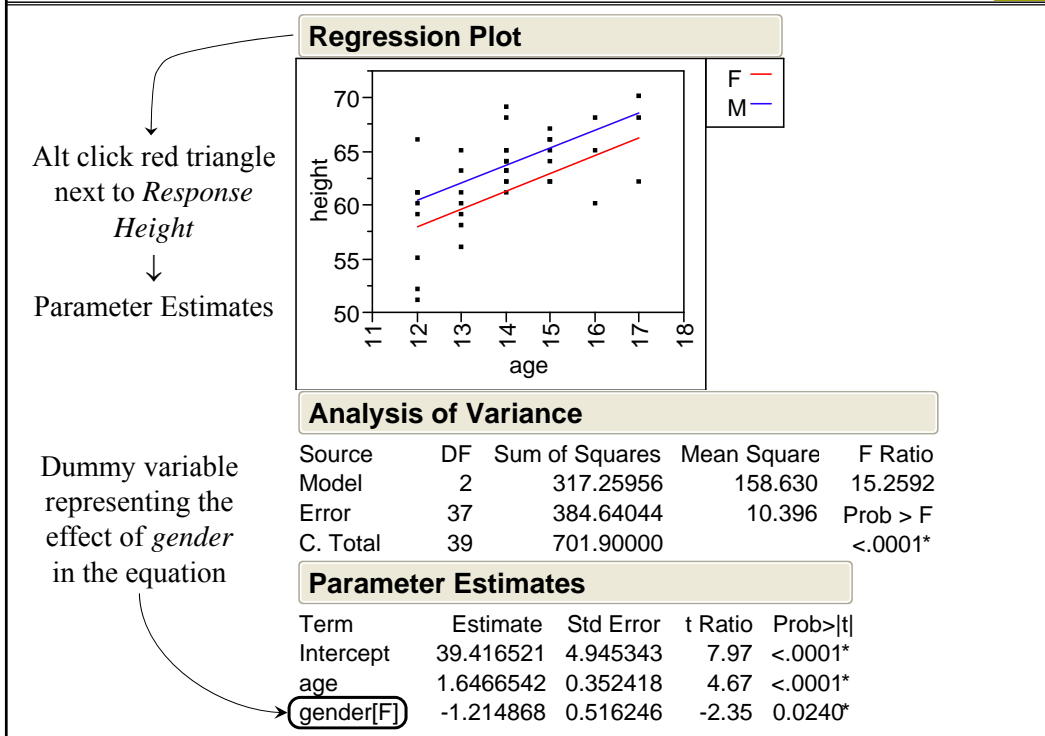 Regression Plot
F
M
70
65
60
55
50
height
11
12
13
14
15
16
17
18
age
Alt click red triangle
next to Response
Height
↓
Parameter Estimates
Analysis of Variance
Source DF Sum of Squares Mean Square F Ratio
Model 2 317.25956 158.630 15.2592
Error 37 384.64044 10.396 Prob > F
C. Total 39 701.90000 <.0001*
Dummy variable
representing the
effect of gender
in the equation
Parameter Estimates
Term Estimate Std Error t Ratio Prob>|t|
Intercept 39.416521 4.945343 7.97 <.0001*
age 1.6466542 0.352418 4.67 <.0001*
gender[F] -1.214868 0.516246 -2.35 0.0240*